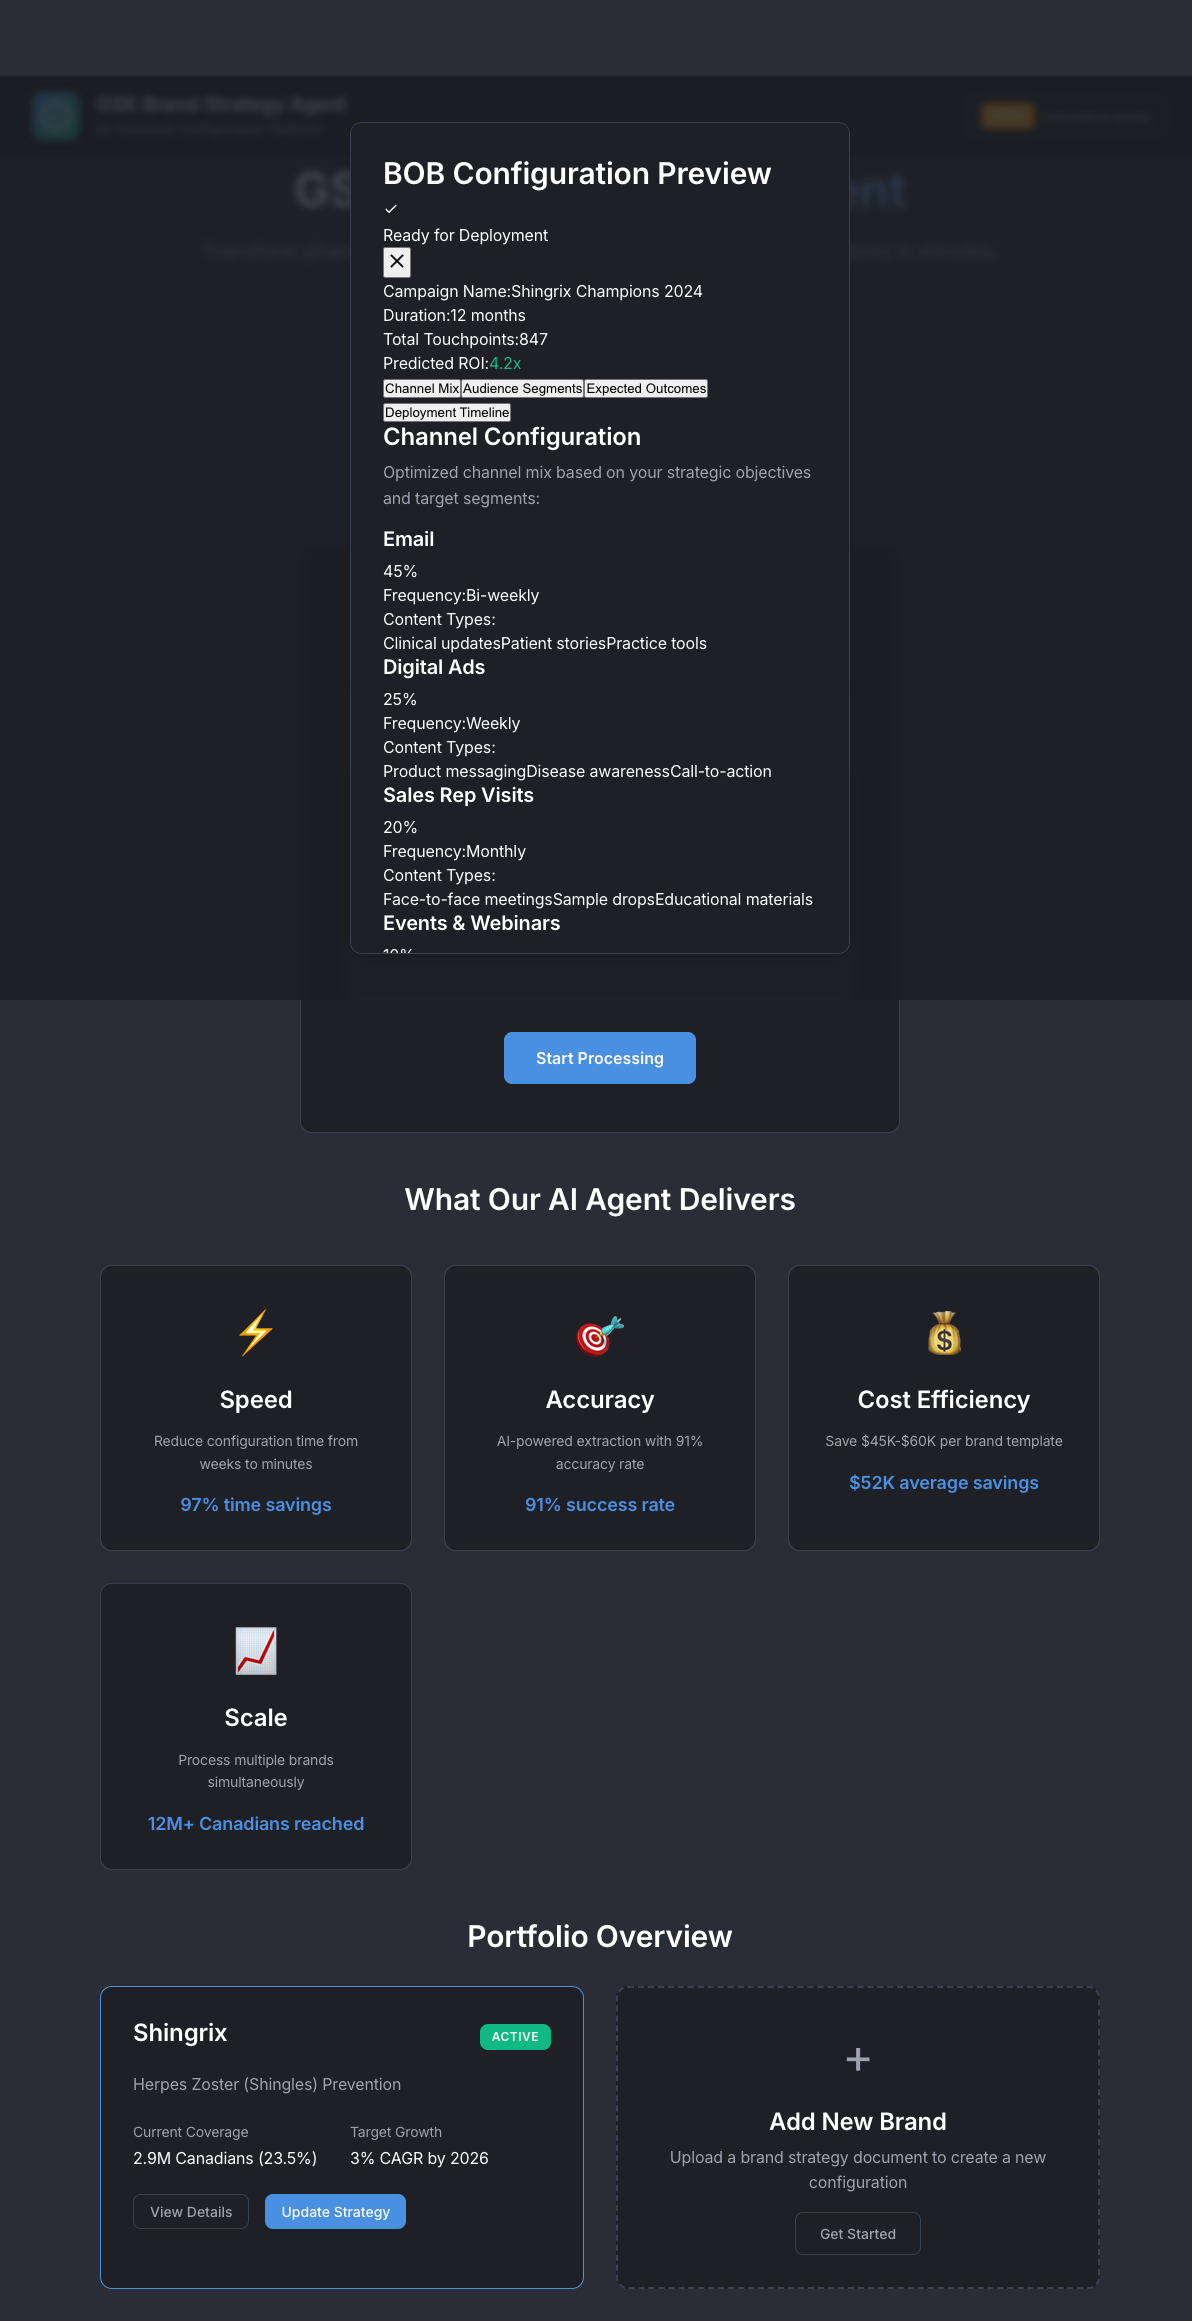 GSK Brand Strategy Agent
GS
ent
BOB Configuration Preview
Ready for Deployment
Campaign Name:Shingrix Champions 2024
Duration:12 months
Total Touchpoints:847
Predicted ROI:4.2x
Channel Mix Audience Segments Expected Outcomes
Deployment Timeline
Channel Configuration
Optimized channel mix based on your strategic objectives
and target segments:
Email
45%
Frequency:Bi-weekly
Content Types:
Clinical updatesPatient storiesPractice tools
Digital Ads
25%
Frequency:Weekly
Content Types:
Product messagingDisease awarenessCall-to-action
Sales Rep Visits
20%
Frequency:Monthly
Content Types:
Face-to-face meetingsSample dropsEducational materials
Events & Webinars
10%
Start Processing
What Our AI Agent Delivers
Speed
Reduce configuration time from
weeks to minutes
97% time savings
Accuracy
AI-powered extraction with 91%
accuracy rate
91% success rate
Cost Efficiency
Save $45K-$60K per brand template
$52K average savings
Scale
Process multiple brands
simultaneously
12M+ Canadians reached
Portfolio Overview
Shingrix
ACTIVE
Herpes Zoster (Shingles) Prevention
Current Coverage
2.9M Canadians (23.5%)
Target Growth
3% CAGR by 2026
View Details
Update Strategy
+
Add New Brand
Upload a brand strategy document to create a new
configuration
Get Started